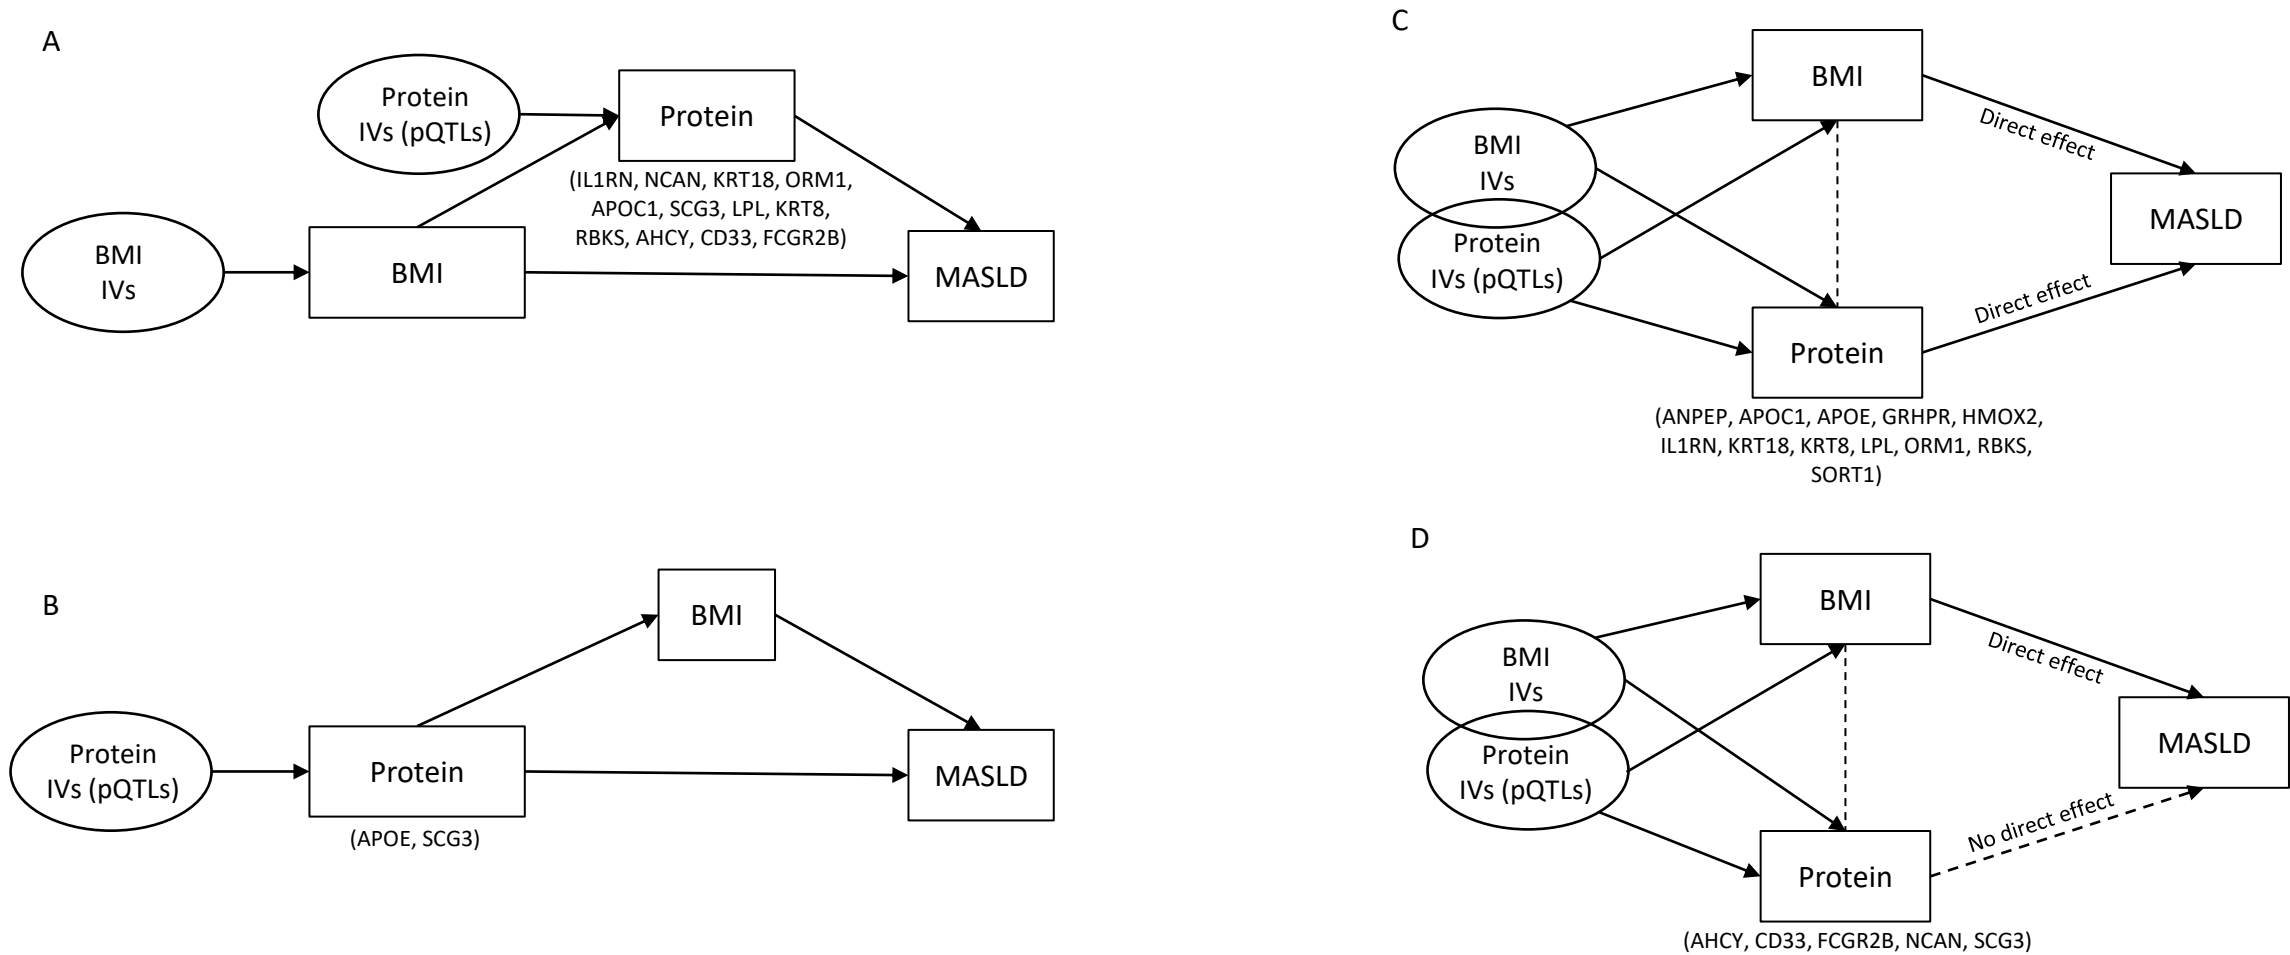 A
Protein
IVs (pQTLs)
Protein
(IL1RN, NCAN, KRT18, ORM1,
APOC1, SCG3, LPL, KRT8,
RBKS, AHCY, CD33, FCGR2B)
BMI
IVs
BMI
MASLD
B
BMI
Protein
IVs (pQTLs)
Protein
(APOE, SCG3)
MASLD
C
BMI
Direct effect
BMI
IVs
Protein
IVs (pQTLs)
MASLD
Direct effect
Protein
(ANPEP, APOC1, APOE, GRHPR, HMOX2,
IL1RN, KRT18, KRT8, LPL, ORM1, RBKS,
SORT1)
D
BMI
Direct effect
BMI
IVs
Protein
IVs (pQTLs)
MASLD
No direct effect
Protein
(AHCY, CD33, FCGR2B, NCAN, SCG3)